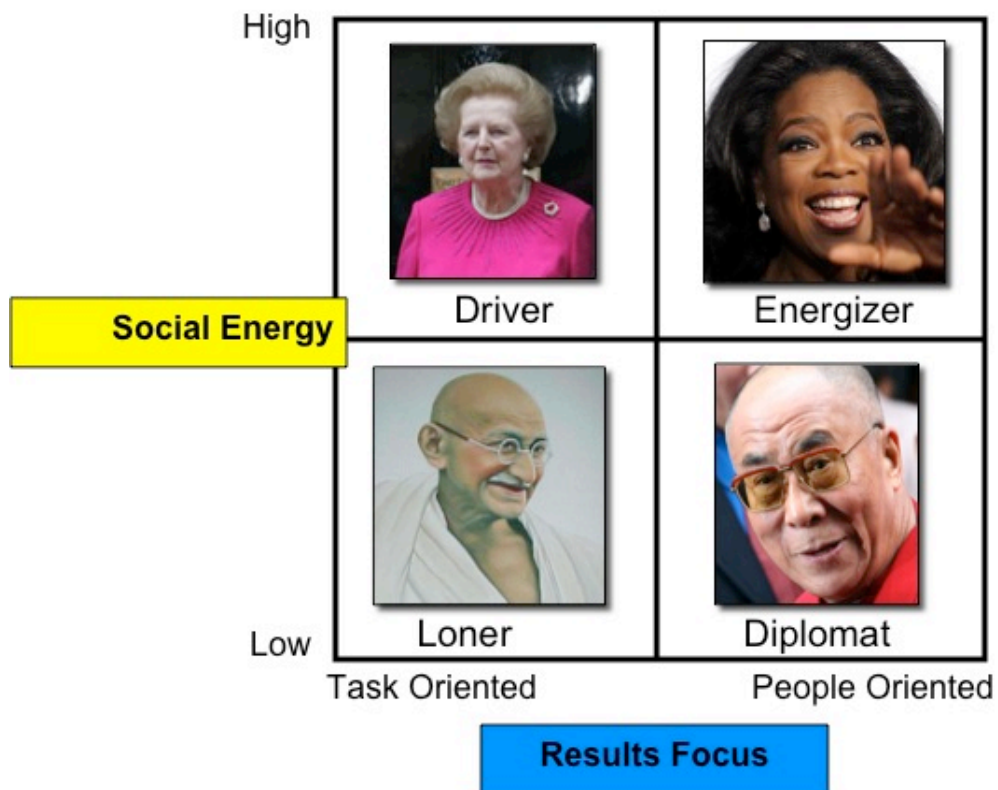 High
Driver
Energizer
Social Energy
Loner
Diplomat
Low
Task Oriented
People Oriented
Results Focus